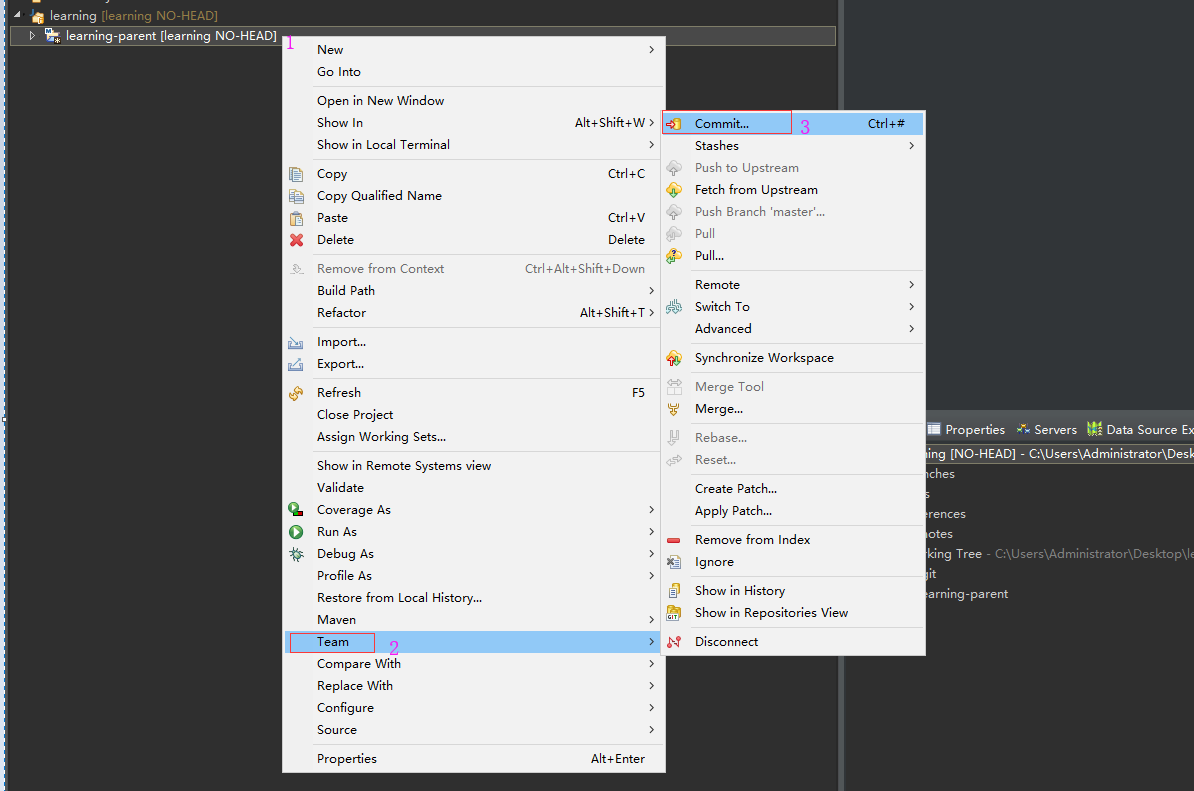 learning [learning NO-HEAD]
learning-parent [learning NO-HEAD]
1
New
Go Into
Open in New Window
Show In Alt+Shift+W
Show in Local Terminal
Copy Ctrl+C
Copy Qualified Name
Paste Ctrl+V
Delete Delete
Remove from Context Ctrl+Alt+Shift+Down
Build Path
Refactor Alt+Shift+T
Import...
Export...
Refresh F5
Close Project
Assign Working Sets...
Show in Remote Systems view
Validate
Coverage As
Run As
Debug As
Profile As
Restore from Local History...
Maven
Team 2
Compare With
Replace With
Configure
Source
Properties Alt+Enter
Commit... 3 Ctrl+#
Stashes
Push to Upstream
Fetch from Upstream
Push Branch 'master'...
Pull
Pull...
Remote
Switch To
Advanced
Synchronize Workspace
Merge Tool
Merge...
Rebase...
Reset...
Create Patch...
Apply Patch...
Remove from Index
Ignore
Show in History
GIT Show in Repositories View
Disconnect
Properties Servers Data Source Ex
ning [NO-HEAD] - C:\Users\Administrator\Desk
nches
s
erences
notes
rking Tree - C:\Users\Administrator\Desktop\le
git
earning-parent